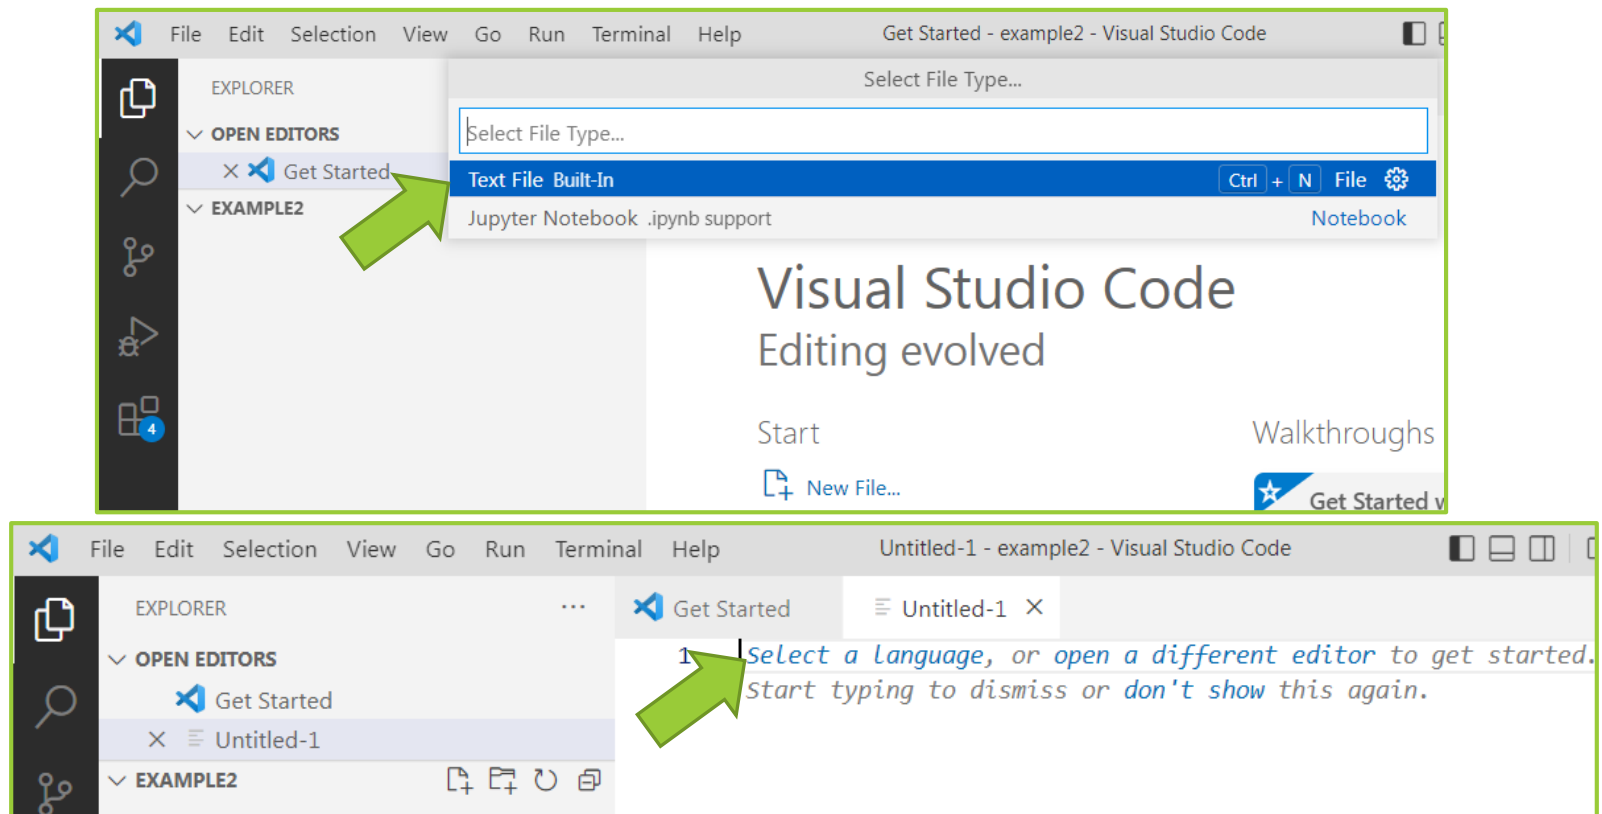 File Edit Selection View Go Run Terminal Help Get Started - example2 - Visual Studio Code
EXPLORER
Select File Type...
OPEN EDITORS
Select File Type...
Get Started
Text File Built-In Ctrl + N File
EXAMPLE2
Jupyter Notebook .ipynb support Notebook
Visual Studio Code
Editing evolved
Start Walkthroughs
4
New File...
Get Started
File Edit Selection View Go Run Terminal Help Untitled-1 - example2 - Visual Studio Code
EXPLORER ··· Get Started Untitled-1
OPEN EDITORS
1 Select a language, or open a different editor to get started.
Get Started
Start typing to dismiss or don't show this again.
Untitled-1
EXAMPLE2